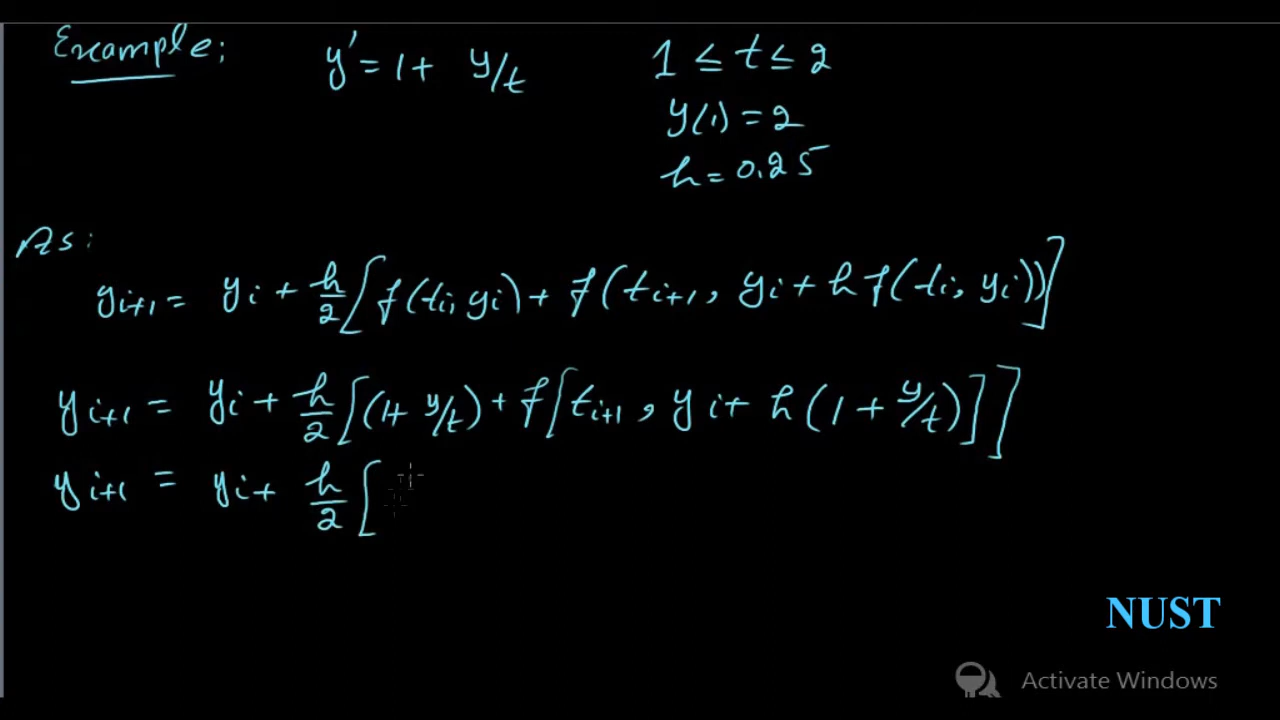 Example: y' = 1 + y/t 1 ≤ t ≤ 2
y(1) = 2
h = 0.25
As:
yi+1 = yi + h/2 [f(ti, yi) + f(ti+1, yi + h f(ti, yi))]
yi+1 = yi + h/2 [(1 + y/t) + f[ti+1, yi + h(1 + y/t)]]
yi+1 = yi + h/2 [
NUST
Activate Windows